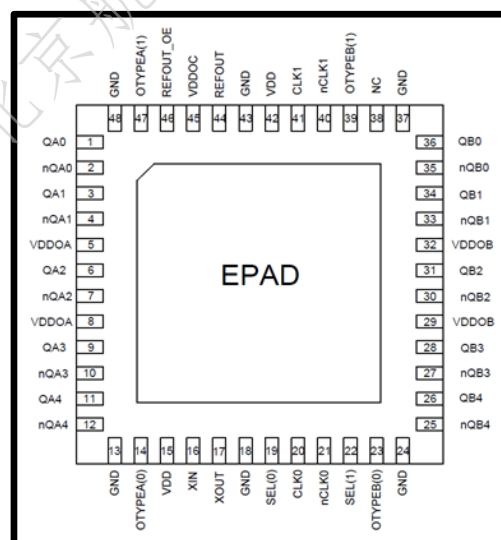 GND OTYPEA(1) REFOUT_OE VDDOC REFOUT GND VDD CLK1 nCLK1 OTYPEB(1) NC GND
48 47 46 45 44 43 42 41 40 39 38 37
QA0 1 36 QB0
nQA0 2 35 nQB0
QA1 3 34 QB1
nQA1 4 33 nQB1
VDDOA 5 32 VDDOB
QA2 6 31 QB2
nQA2 7 30 nQB2
VDDOA 8 29 VDDOB
QA3 9 28 QB3
nQA3 10 27 nQB3
QA4 11 26 QB4
nQA4 12 25 nQB4
EPAD
13 14 15 16 17 18 19 20 21 22 23 24
GND OTYPEA(0) VDD XIN XOUT GND SEL(0) CLK0 nCLK0 SEL(1) OTYPEB(0) GND
京航